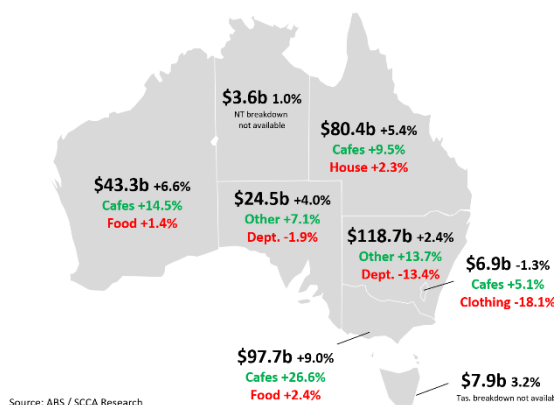 $3.6b 1.0%
NT breakdown
not available
$80.4b +5.4%
Cafes +9.5%
House +2.3%
$43.3b +6.6%
Cafes +14.5%
Food +1.4%
$24.5b +4.0%
Other +7.1%
Dept. -1.9%
$118.7b +2.4%
Other +13.7%
Dept. -13.4%
$6.9b -1.3%
Cafes +5.1%
Clothing -18.1%
$97.7b +9.0%
Cafes +26.6%
Food +2.4%
$7.9b 3.2%
Tas. breakdown not availab
Source: ABS / SCCA Research